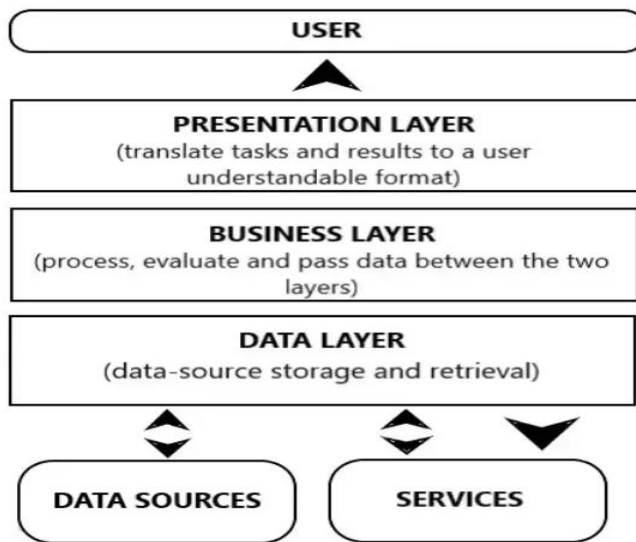 USER
PRESENTATION LAYER
(translate tasks and results to a user
understandable format)
BUSINESS LAYER
(process, evaluate and pass data between the two
layers)
DATA LAYER
(data-source storage and retrieval)
DATA SOURCES
SERVICES